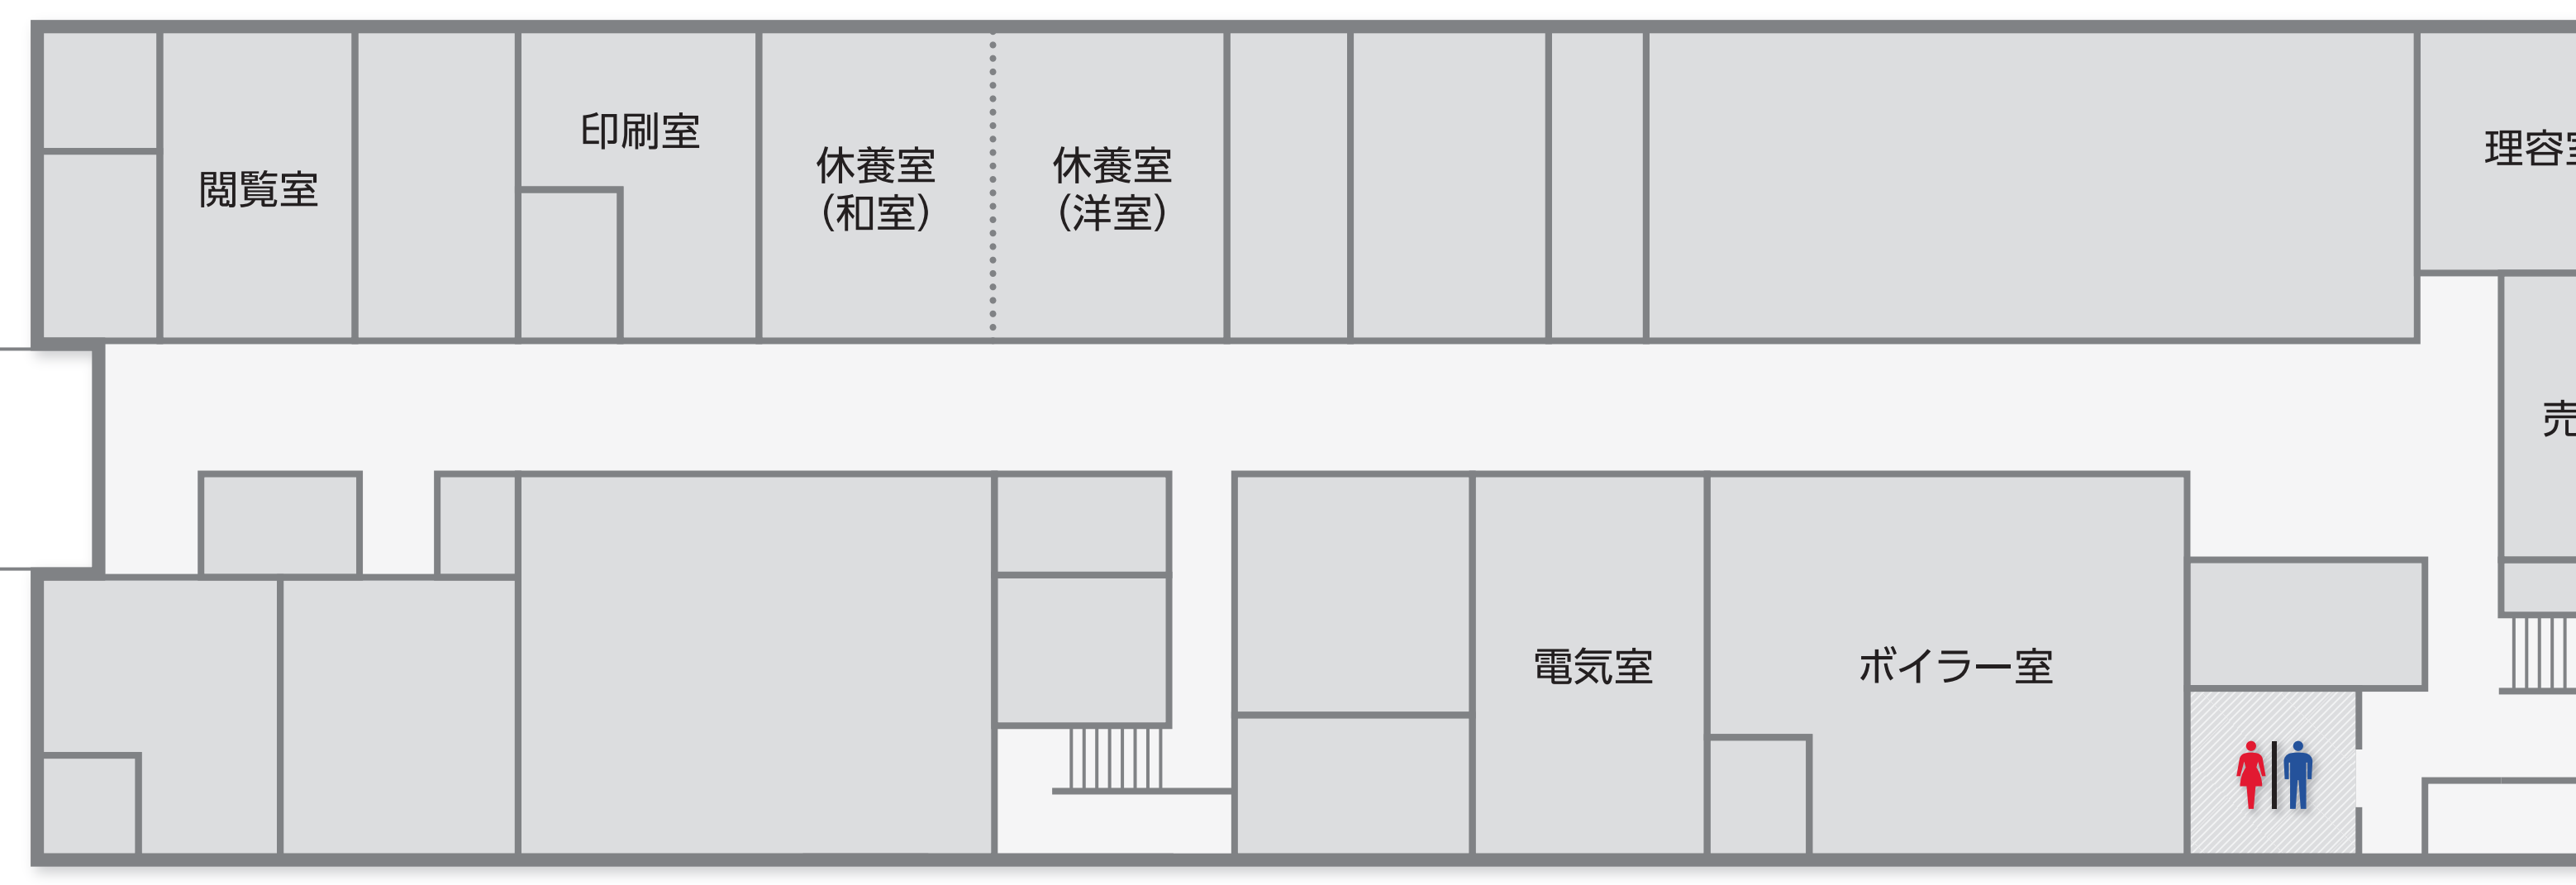 閲覧室
印刷室
休養室
（和室）
休養室
（洋室）
理容
電気室
ボイラー室
売